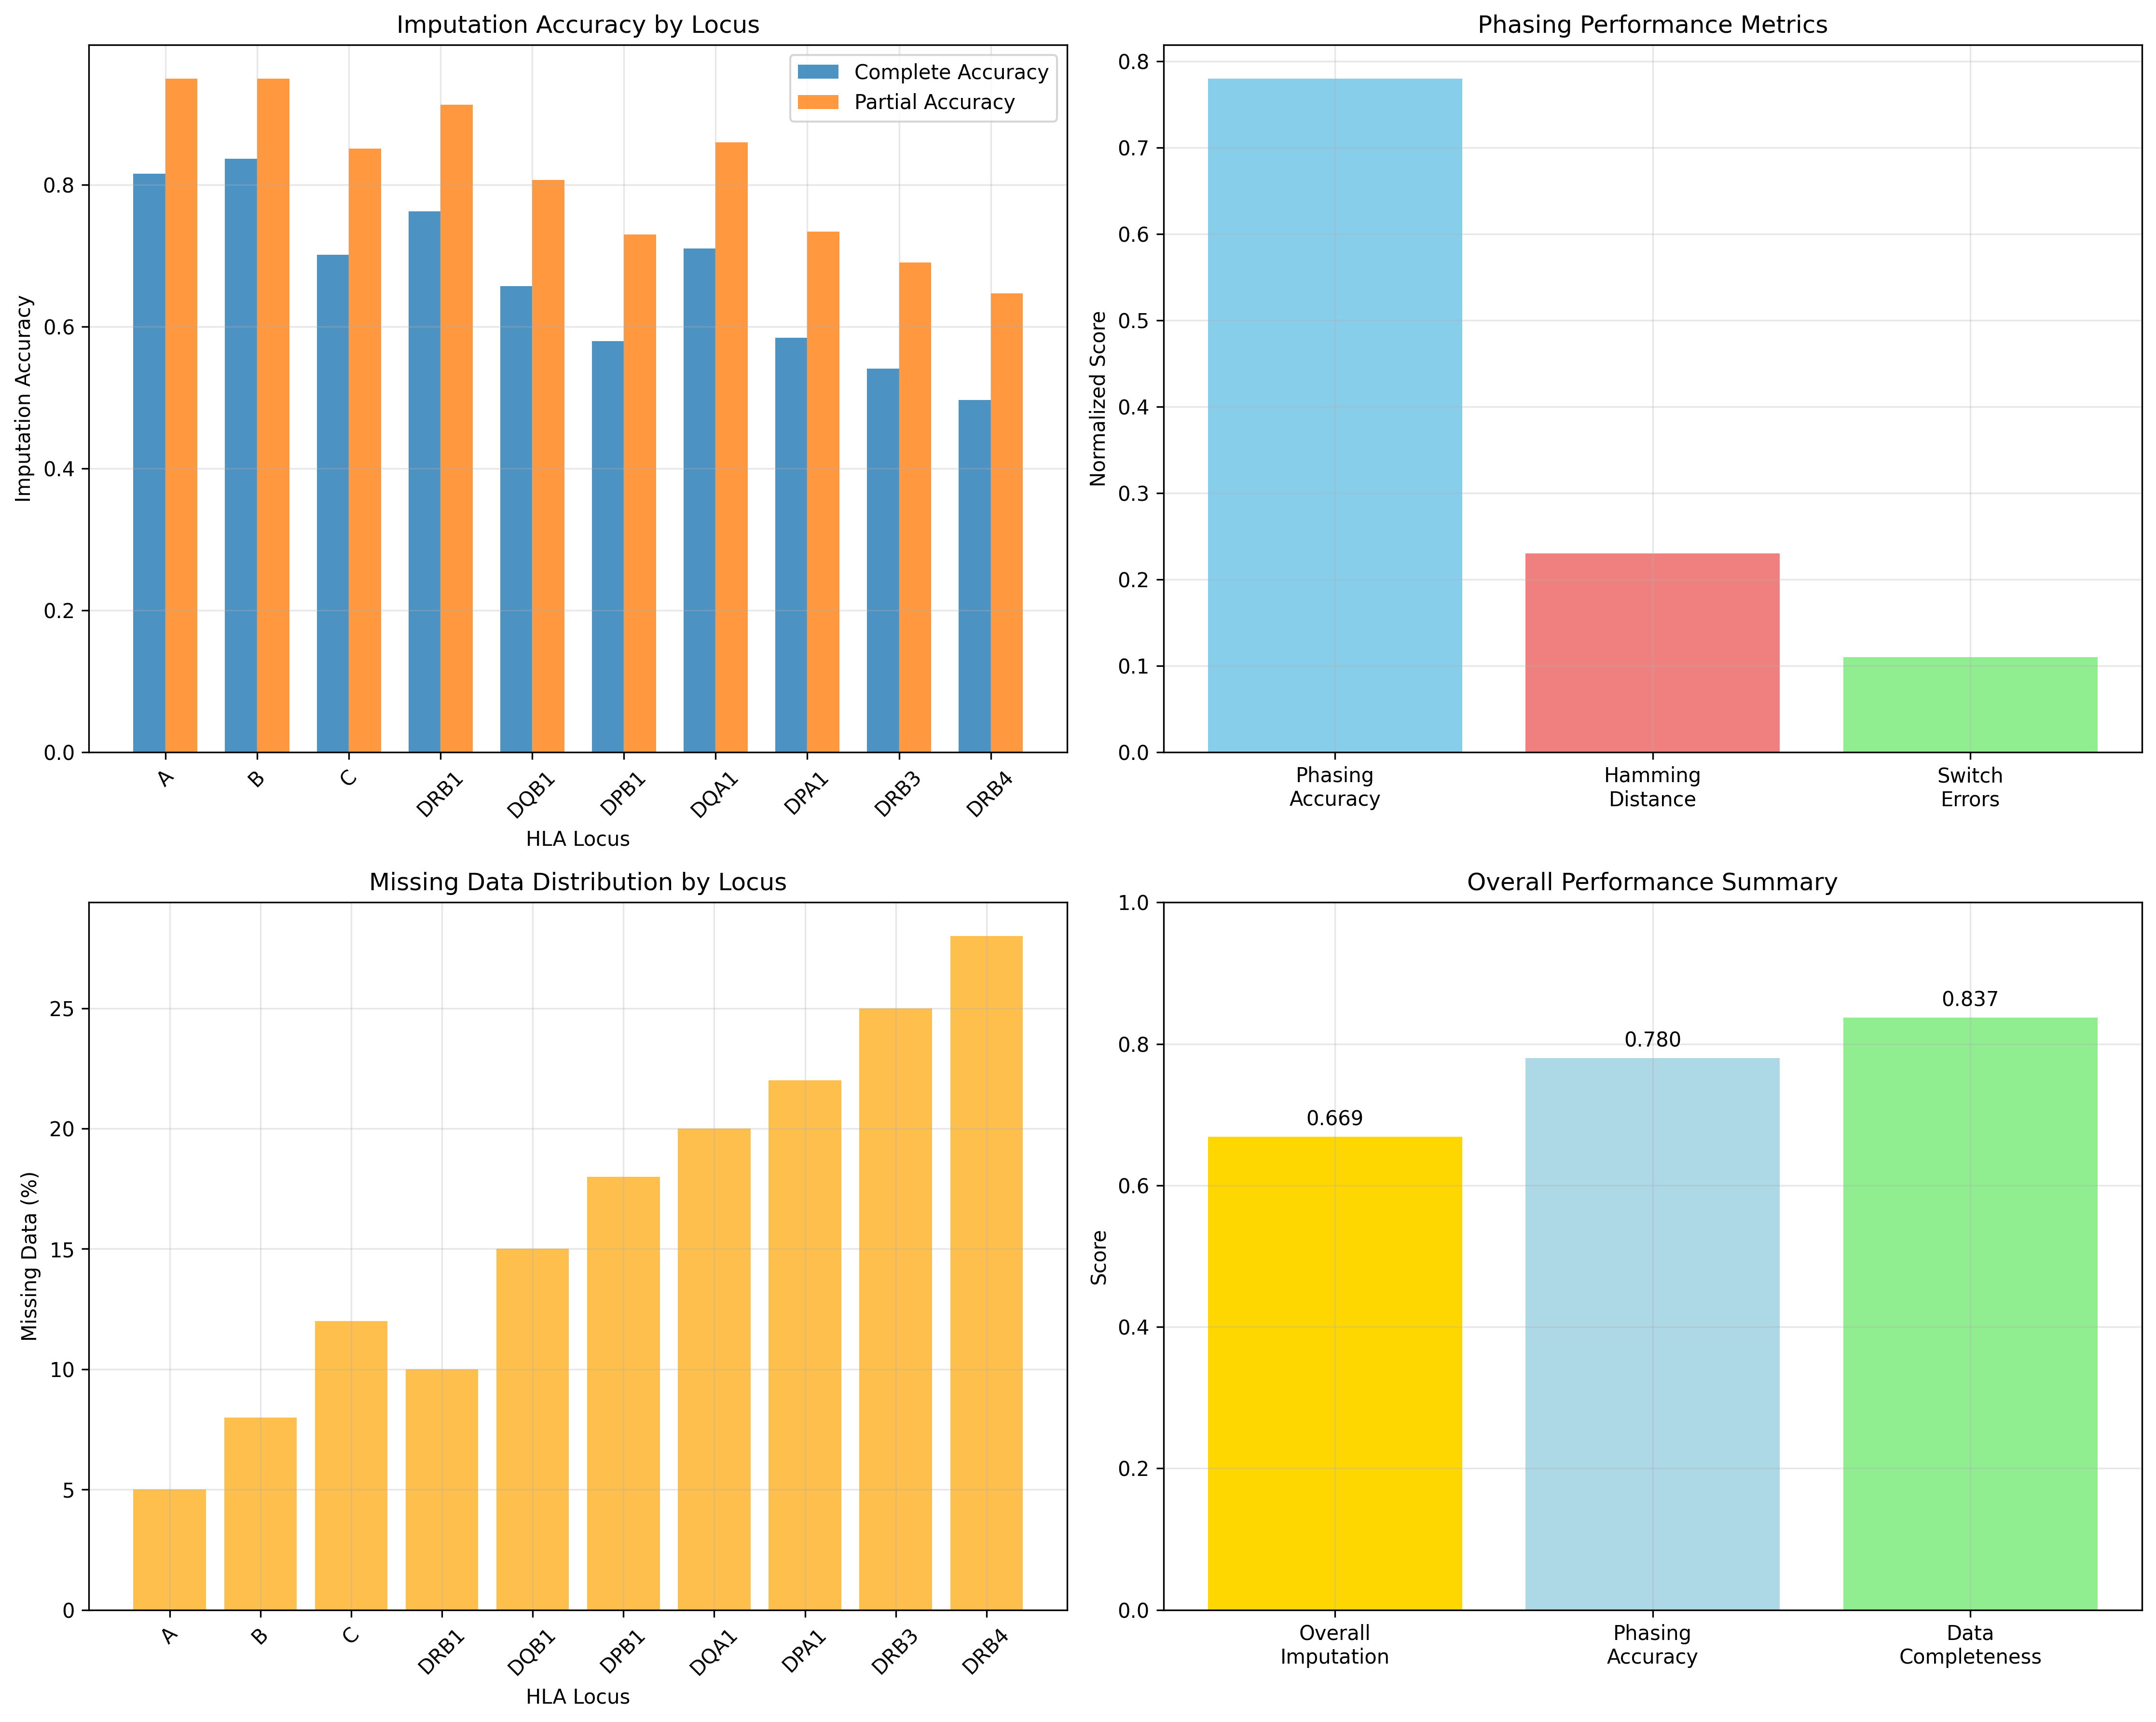 Imputation Accuracy by Locus
Complete Accuracy
Partial Accuracy
Imputation Accuracy
0.8
0.6
0.4
0.2
0.0
A
B
C
DRB1
DQB1
DPB1
DQA1
DPA1
DRB3
DRB4
HLA Locus
Phasing Performance Metrics
Normalized Score
0.8
0.7
0.6
0.5
0.4
0.3
0.2
0.1
0.0
Phasing
Accuracy
Hamming
Distance
Switch
Errors
Missing Data Distribution by Locus
Missing Data (%)
25
20
15
10
5
0
A
B
C
DRB1
DQB1
DPB1
DQA1
DPA1
DRB3
DRB4
HLA Locus
Overall Performance Summary
Score
1.0
0.8
0.6
0.4
0.2
0.0
0.669
0.780
0.837
Overall
Imputation
Phasing
Accuracy
Data
Completeness